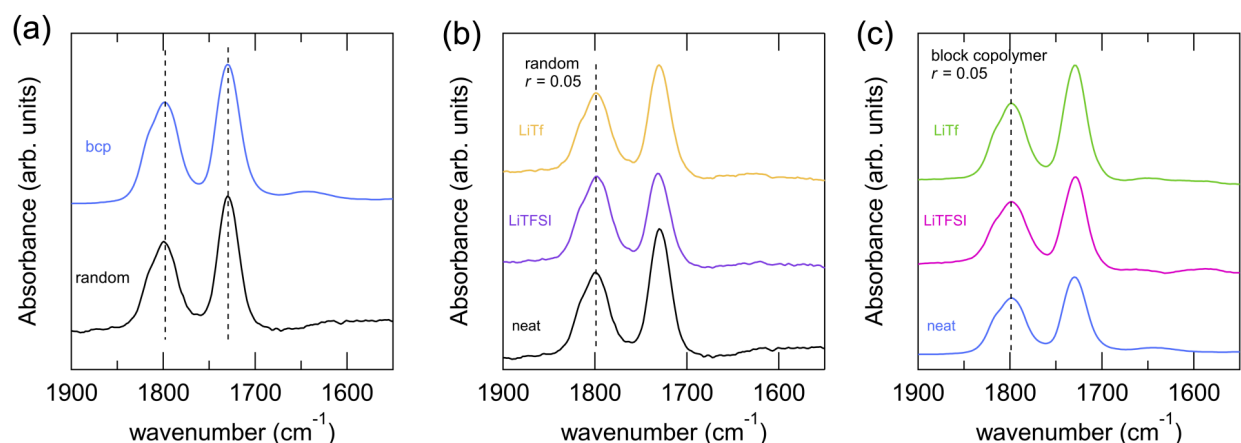 (a)
Absorbance (arb. units)
bcp
random
1900
1800
1700
1600
wavenumber (cm-1)
(b)
Absorbance (arb. units)
random
r = 0.05
LiTf
LiTFSI
neat
1900
1800
1700
1600
wavenumber (cm-1)
(c)
Absorbance (arb. units)
block copolymer
r = 0.05
LiTf
LiTFSI
neat
1900
1800
1700
1600
wavenumber (cm-1)